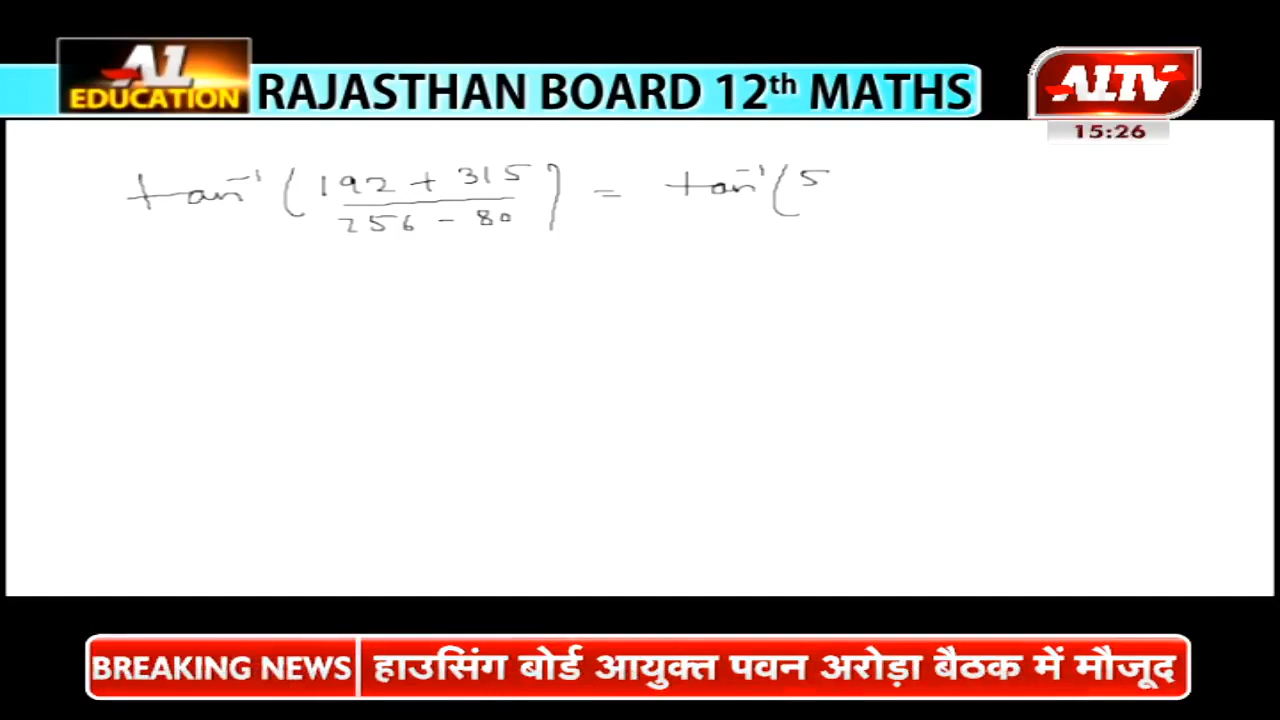 A1
EDUCATION
RAJASTHAN BOARD 12th MATHS
A1TV
15:26
tan⁻¹ (192 + 315 / 256 - 80) = tan⁻¹ (5
BREAKING NEWS
हाउसिंग बोर्ड आयुक्त पवन अरोड़ा बैठक में मौजूद